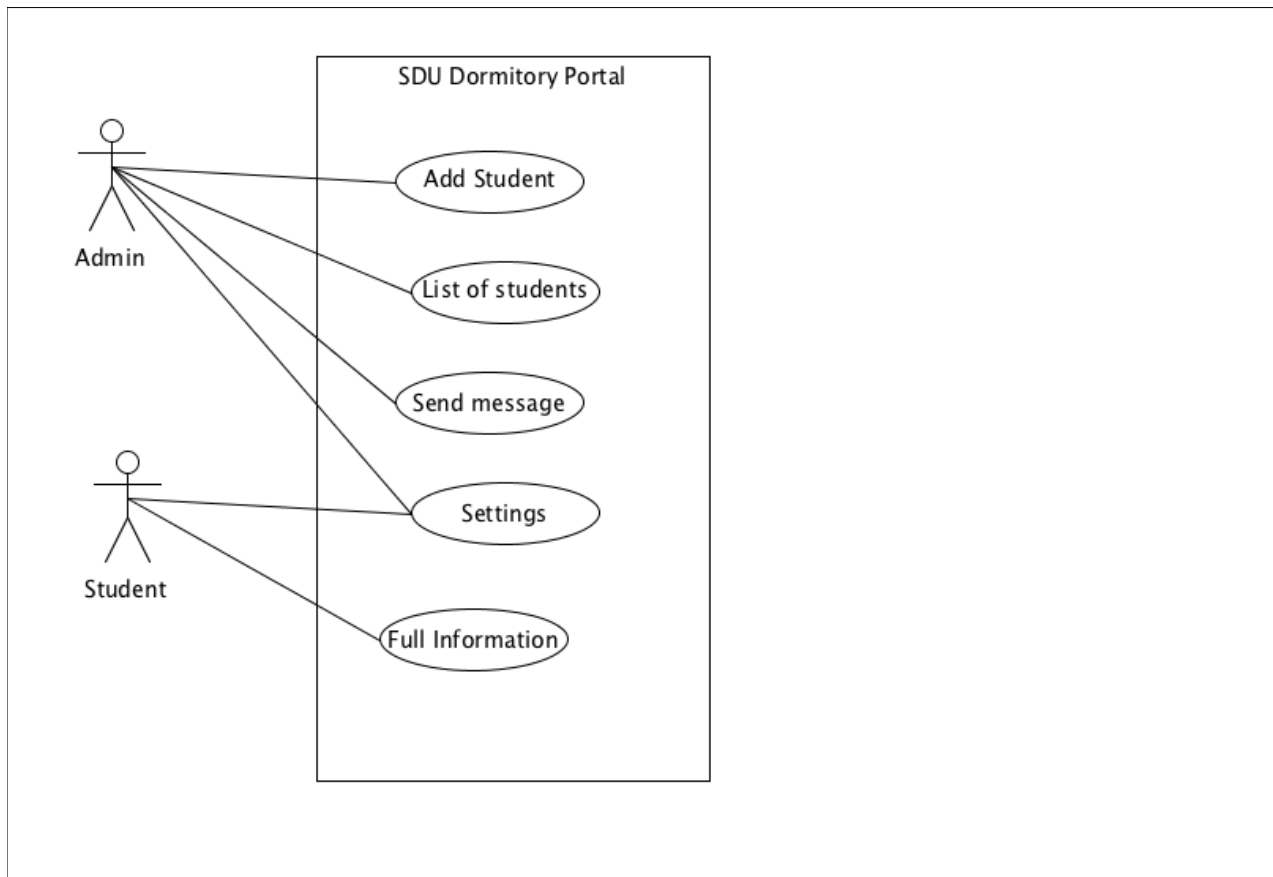 SDU Dormitory Portal
Add Student
Admin
List of students
Send message
Settings
Student
Full Information